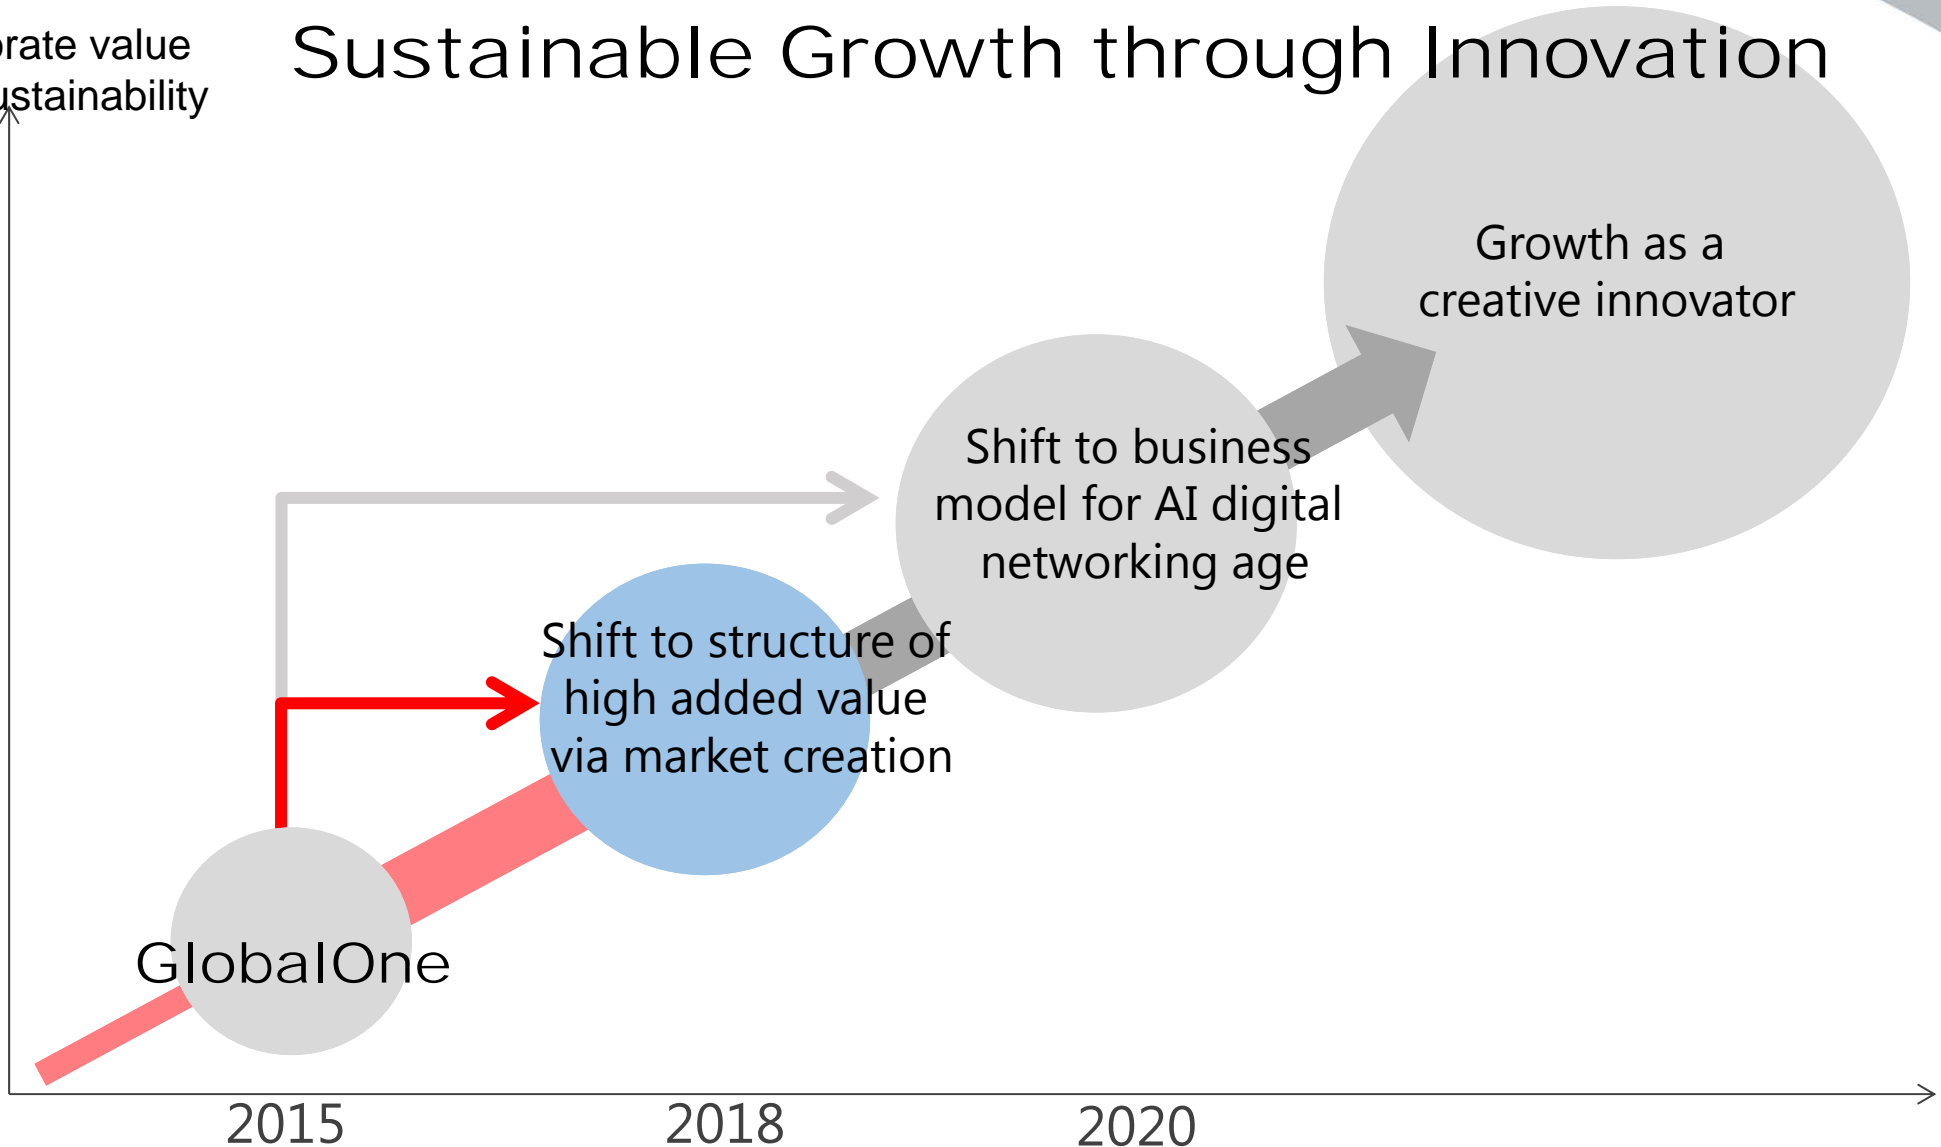 orate value
ustainability
Sustainable Growth through Innovation
Growth as a
creative innovator
Shift to business
model for AI digital
networking age
Shift to structure of
high added value
via market creation
GlobalOne
2015
2018
2020